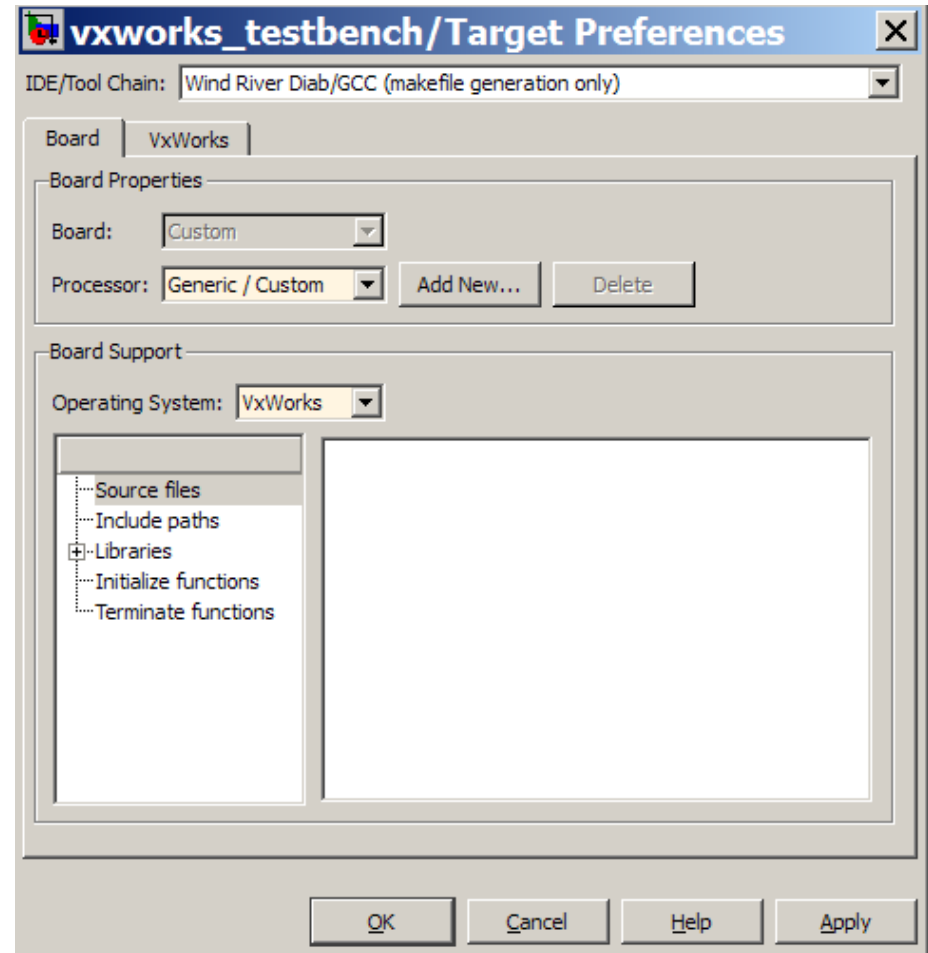 vxworks_testbench/Target Preferences
IDE/Tool Chain: Wind River Diab/GCC (makefile generation only)
Board VxWorks
Board Properties
Board: Custom
Processor: Generic / Custom Add New... Delete
Board Support
Operating System: VxWorks
Source files
Include paths
Libraries
Initialize functions
Terminate functions
OK Cancel Help Apply